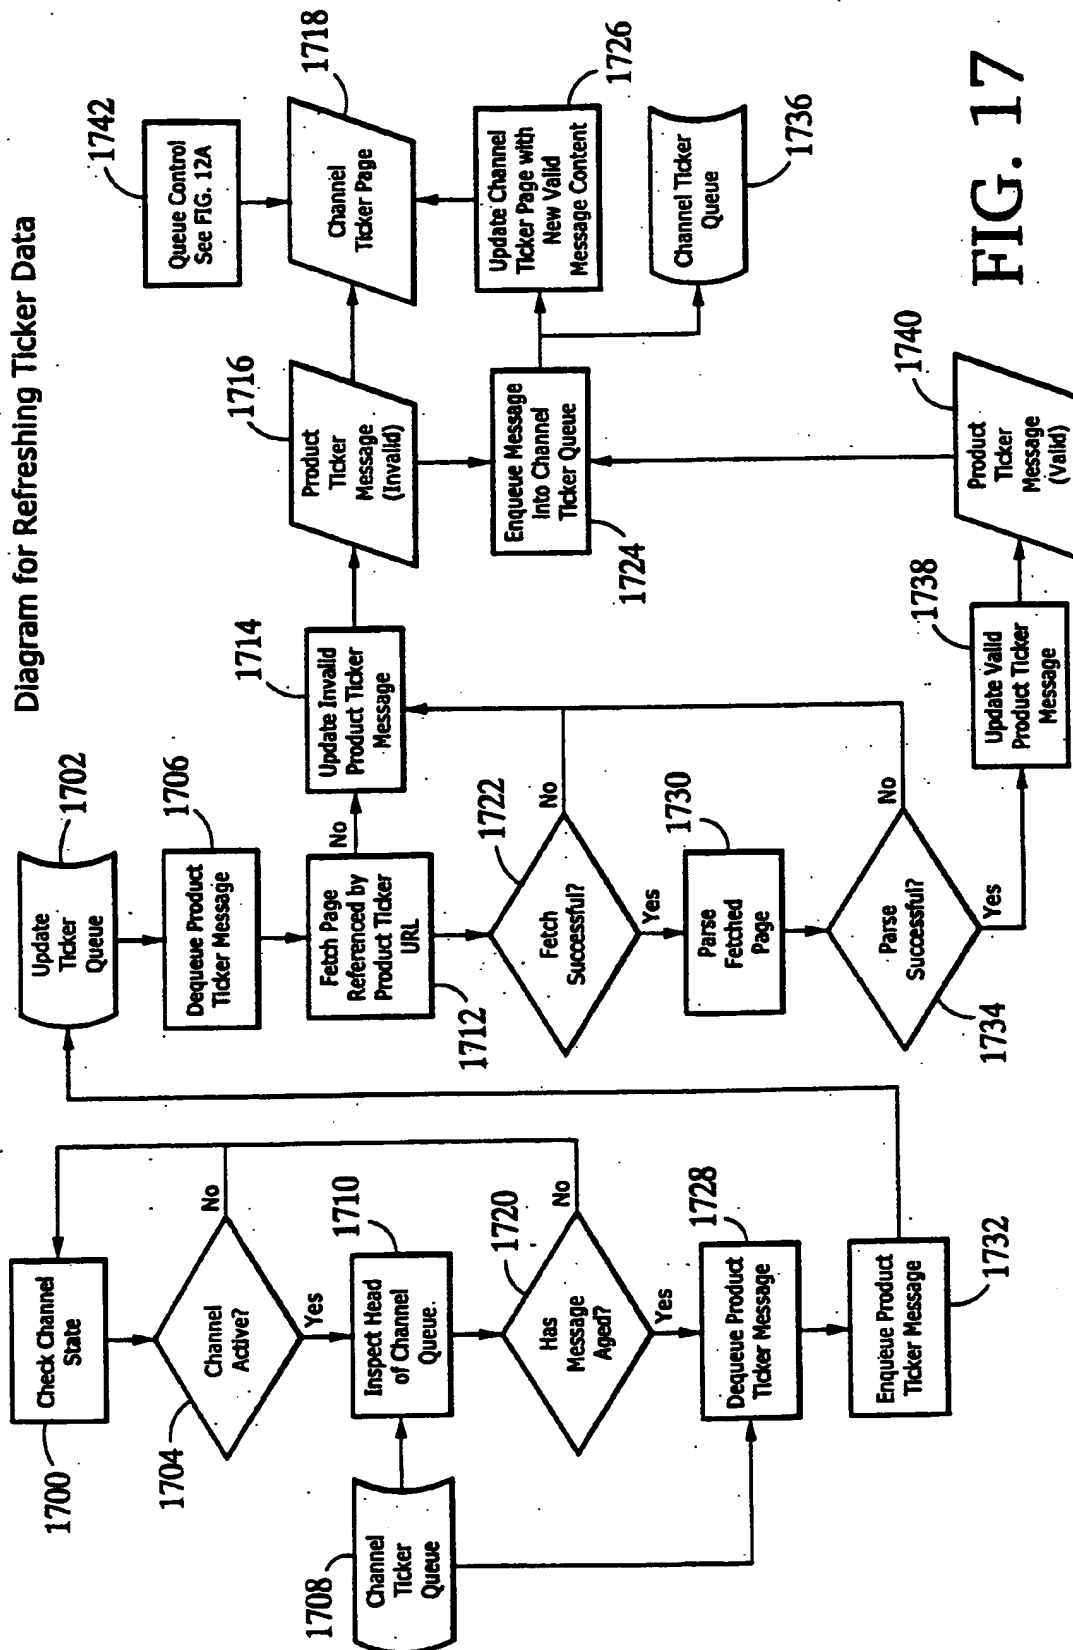 Diagram for Refreshing Ticker Data
1700
Check Channel
State
1704
Channel
Active?
No
Yes
1708
Channel
Ticker
Queue
1710
Inspect Head
of Channel
Queue.
1720
Has
Message
Aged?
No
Yes
1728
Dequeue Product
Ticker Message
1732
Enqueue Product
Ticker Message
1702
Update
Ticker
Queue
1706
Dequeue Product
Ticker Message
1712
Fetch Page
Referenced by
Product Ticker
URL
No
1722
Fetch
Successful?
No
Yes
1730
Parse
Fetched
Page
1734
Parse
Successful?
No
Yes
1714
Update Invalid
Product Ticker
Message
1738
Update Valid
Product Ticker
Message
1716
Product
Ticker
Message
(Invalid)
1724
Enqueue Message
into Channel
Ticker Queue
1740
Product
Ticker
Message
(Valid)
1742
Queue Control
See FIG. 12A
1718
Channel
Ticker Page
1726
Update Channel
Ticker Page with
New Valid
Message Content
1736
Channel Ticker
Queue
FIG. 17